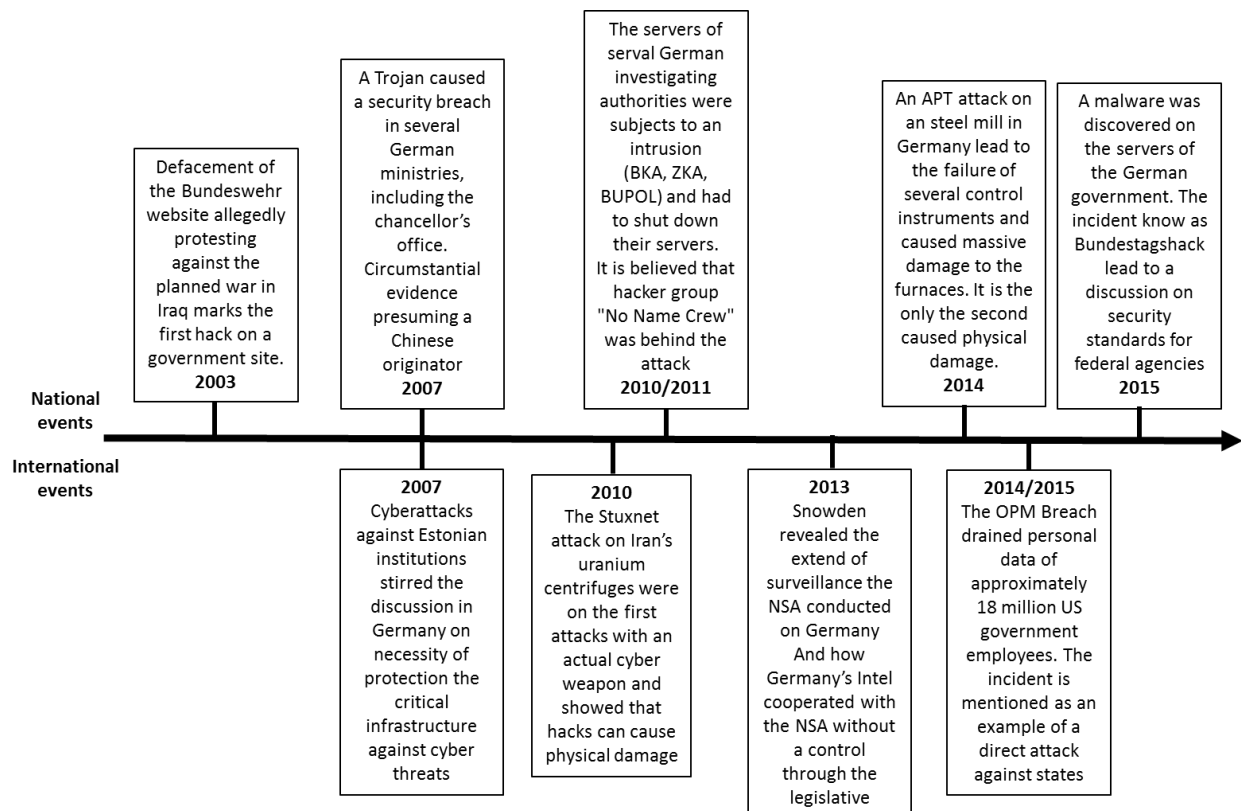 Defacement of
the Bundeswehr
website allegedly
protesting
against the
planned war in
Iraq marks the
first hack on a
government site.
2003
A Trojan caused
a security breach
in several
German
ministries,
including the
chancellor’s
office.
Circumstantial
evidence
presuming a
Chinese
originator
2007
The servers of
serval German
investigating
authorities were
subjects to an
intrusion
(BKA, ZKA,
BUPOL) and had
to shut down
their servers.
It is believed that
hacker group
"No Name Crew"
was behind the
attack
2010/2011
An APT attack on
an steel mill in
Germany lead to
the failure of
several control
instruments and
caused massive
damage to the
furnaces. It is the
only the second
caused physical
damage.
2014
A malware was
discovered on
the servers of
the German
government. The
incident know as
Bundestagshack
lead to a
discussion on
security
standards for
federal agencies
2015
National
events
International
events
2007
Cyberattacks
against Estonian
institutions
stirred the
discussion in
Germany on
necessity of
protection the
critical
infrastructure
against cyber
threats
2010
The Stuxnet
attack on Iran’s
uranium
centrifuges were
on the first
attacks with an
actual cyber
weapon and
showed that
hacks can cause
physical damage
2013
Snowden
revealed the
extend of
surveillance the
NSA conducted
on Germany
And how
Germany’s Intel
cooperated with
the NSA without
a control
through the
legislative
2014/2015
The OPM Breach
drained personal
data of
approximately
18 million US
government
employees. The
incident is
mentioned as an
example of a
direct attack
against states